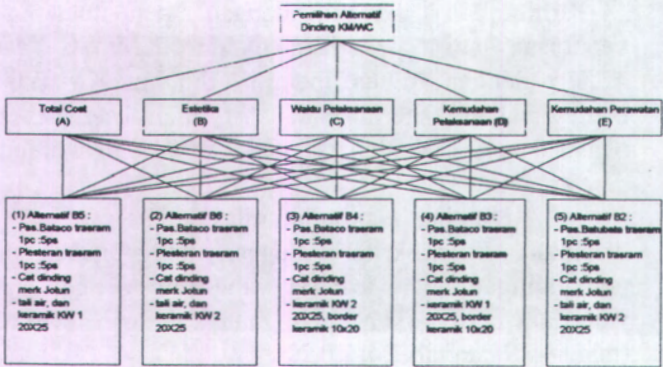 Pemilihan Alternatif
Dinding KM/WC
Total Cost
(A)
Estetika
(B)
Waktu Pelaksanaan
(C)
Kemudahan
Pelaksanaan (D)
Kemudahan Perawatan
(E)
(1) Alternatif B5 :
- Pas.Bataco trasram
1pc :5ps
- Plesteran trasram
1pc :5ps
- Cat dinding
merk Jotun
- tali air, dan
keramik KW 1
20X25
(2) Alternatif B6 :
- Pas.Bataco trasram
1pc :5ps
- Plesteran trasram
1pc :5ps
- Cat dinding
merk Jotun
- tali air, dan
keramik KW 2
20X25
(3) Alternatif B4 :
- Pas.Bataco trasram
1pc :5ps
- Plesteran trasram
1pc :5ps
- Cat dinding
merk Jotun
- keramik KW 2
20X25, border
keramik 10x20
(4) Alternatif B3 :
- Pas.Bataco trasram
1pc :5ps
- Plesteran trasram
1pc :5ps
- Cat dinding
merk Jotun
- keramik KW 1
20X25, border
keramik 10x20
(5) Alternatif B2 :
- Pas.Batubata trasram
1pc :5ps
- Plesteran trasram
1pc :5ps
- Cat dinding
merk Jotun
- tali air, dan
keramik KW 2
20X25